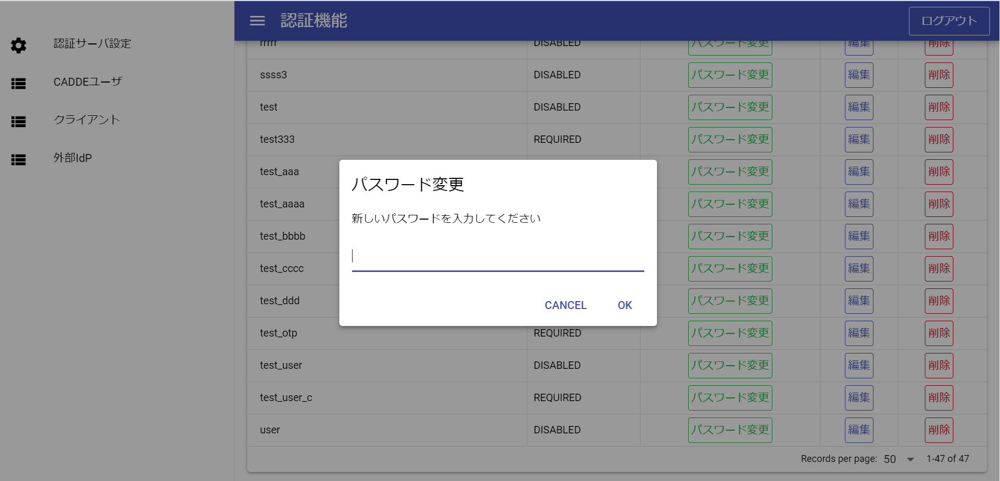 認証機能
ログアウト
認証サーバ設定
CADDEユーザ
クライアント
外部IdP
rrrrr DISABLED パスワード変更 編集 削除
ssss3 DISABLED パスワード変更 編集 削除
test DISABLED パスワード変更 編集 削除
test333 REQUIRED パスワード変更 編集 削除
test_aaa パスワード変更 編集 削除
test_aaaa パスワード変更 編集 削除
test_bbbb パスワード変更 編集 削除
test_cccc パスワード変更 編集 削除
test_ddd パスワード変更 編集 削除
test_otp REQUIRED パスワード変更 編集 削除
test_user DISABLED パスワード変更 編集 削除
test_user_c REQUIRED パスワード変更 編集 削除
user DISABLED パスワード変更 編集 削除
Records per page: 50 1-47 of 47
パスワード変更
新しいパスワードを入力してください
CANCEL OK